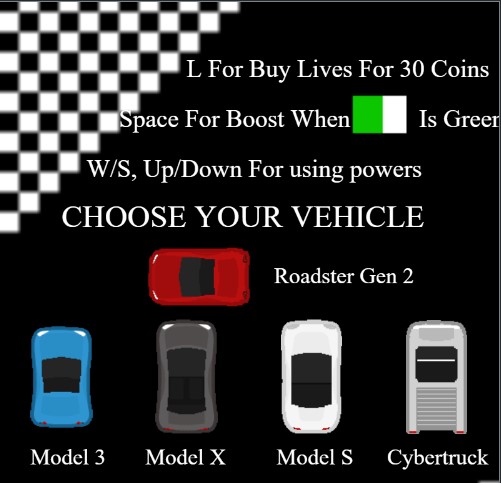 L For Buy Lives For 30 Coins
Space For Boost When Is Green
W/S, Up/Down For using powers
CHOOSE YOUR VEHICLE
Roadster Gen 2
Model 3 Model X Model S Cybertruck